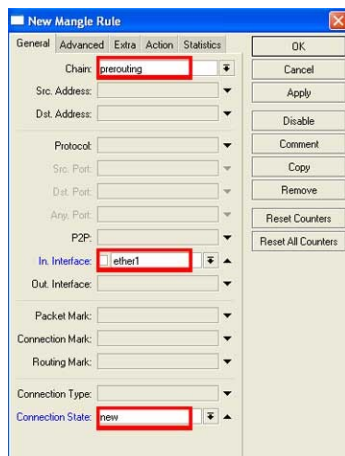 New Mangle Rule
General Advanced Extra Action Statistics
OK
Chain: prerouting
Cancel
Src. Address:
Apply
Dst. Address:
Disable
Protocol:
Comment
Src. Port:
Copy
Dst. Port:
Remove
Any. Port:
Reset Counters
P2P:
Reset All Counters
In. Interface: ether1
Out. Interface:
Packet Mark:
Connection Mark:
Routing Mark:
Connection Type:
Connection State: new